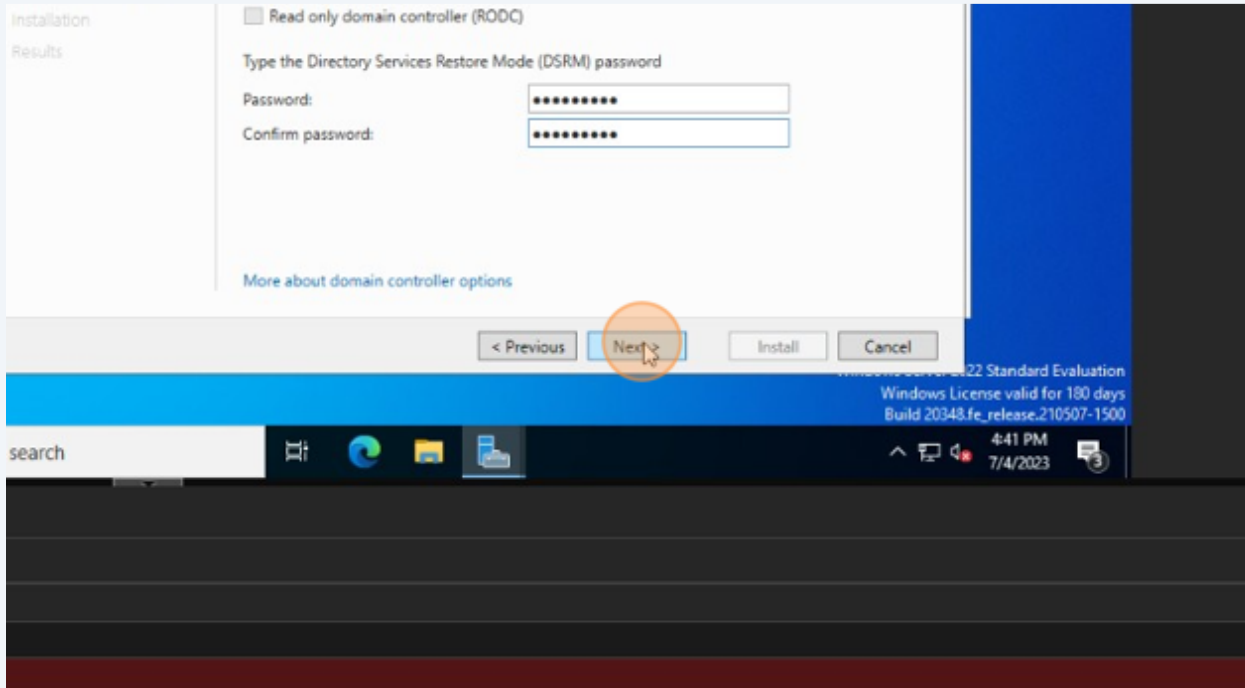 Installation
Read only domain controller (RODC)
Results
Type the Directory Services Restore Mode (DSRM) password
Password:
Confirm password:
More about domain controller options
< Previous
Next >
Install
Cancel
22 Standard Evaluation
Windows License valid for 180 days
Build 20348.fe_release.210507-1500
search
4:41 PM
7/4/2023
3